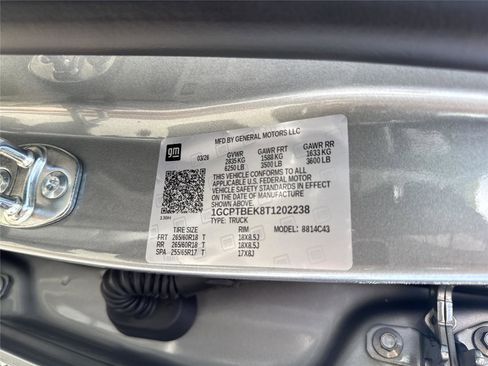 MFD BY GENERAL MOTORS LLC
gm 03/26 GVWR GAWR FRT GAWR RR
2835 KG 1588 KG 1633 KG
6250 LB 3500 LB 3600 LB
THIS VEHICLE CONFORMS TO ALL
APPLICABLE U.S. FEDERAL MOTOR
VEHICLE SAFETY STANDARDS IN
EFFECT ON THE DATE OF
MANUFACTURE SHOWN ABOVE.
1GCPTBEK8T1202238
TYPE: TRUCK MODEL: 8814C43
TIRE SIZE RIM
FRT 265/60R18 T 18X8.5J
RR 265/60R18 T 18X8.5J
SPA 255/65R17 T 17X8J